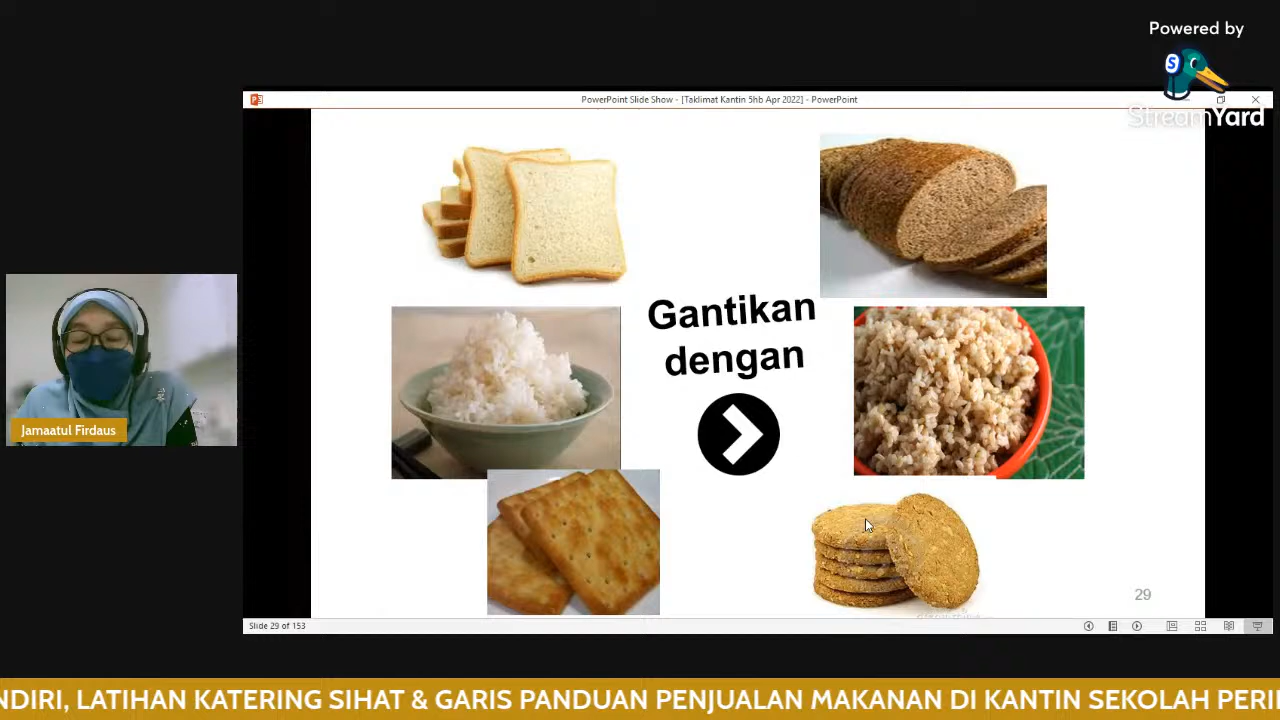 Powered by
S
StreamYard
PowerPoint Slide Show - [Taklimat Kantin 5hb Apr 2022] - PowerPoint
Gantikan
dengan
Jamaatul Firdaus
29
Slide 29 of 153
NDIRI, LATIHAN KATERING SIHAT & GARIS PANDUAN PENJUALAN MAKANAN DI KANTIN SEKOLAH PERI